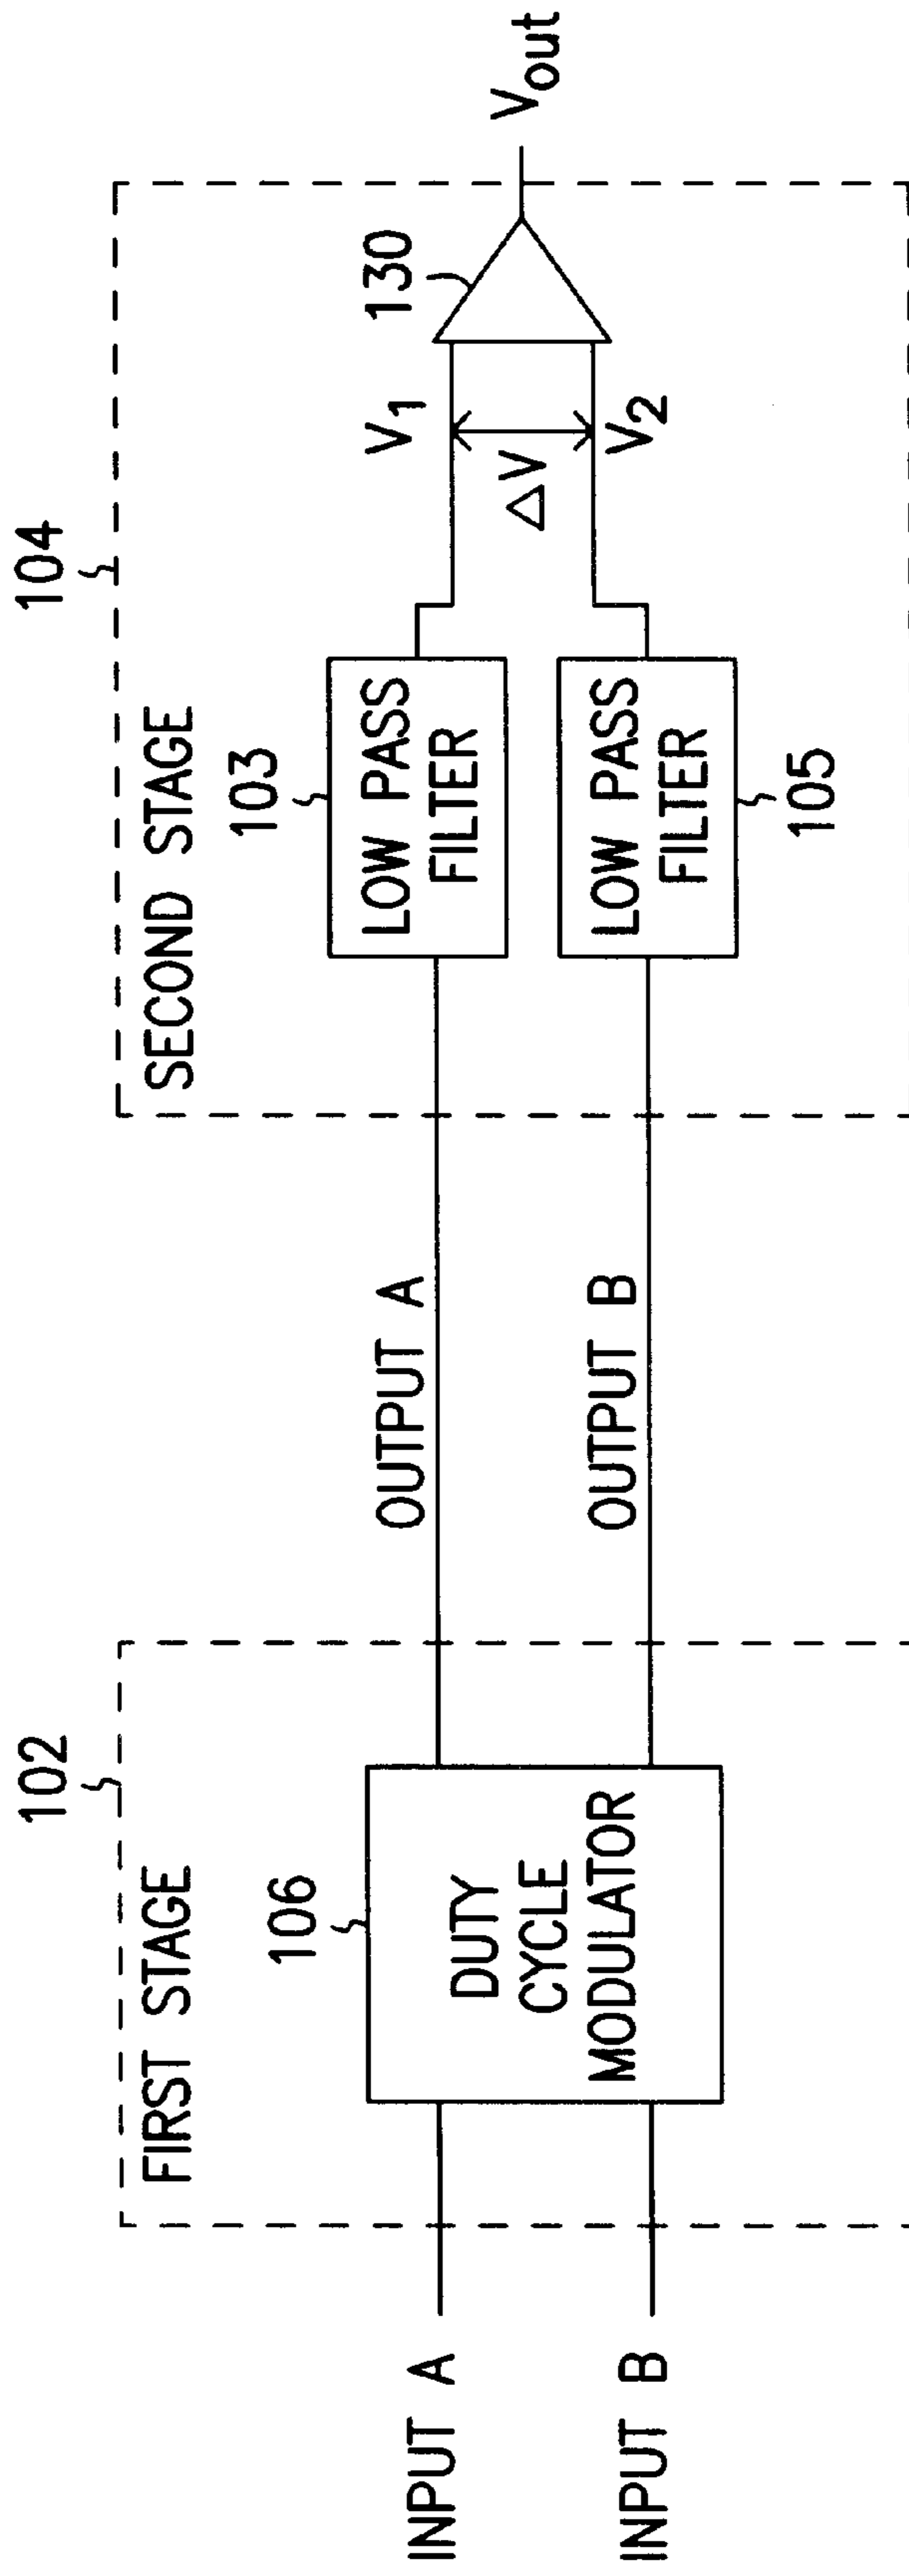 102
104
FIRST STAGE
SECOND STAGE
106
103
130
INPUT A
INPUT B
DUTY
CYCLE
MODULATOR
OUTPUT A
OUTPUT B
LOW PASS
FILTER
LOW PASS
FILTER
105
V1
ΔV
V2
Vout